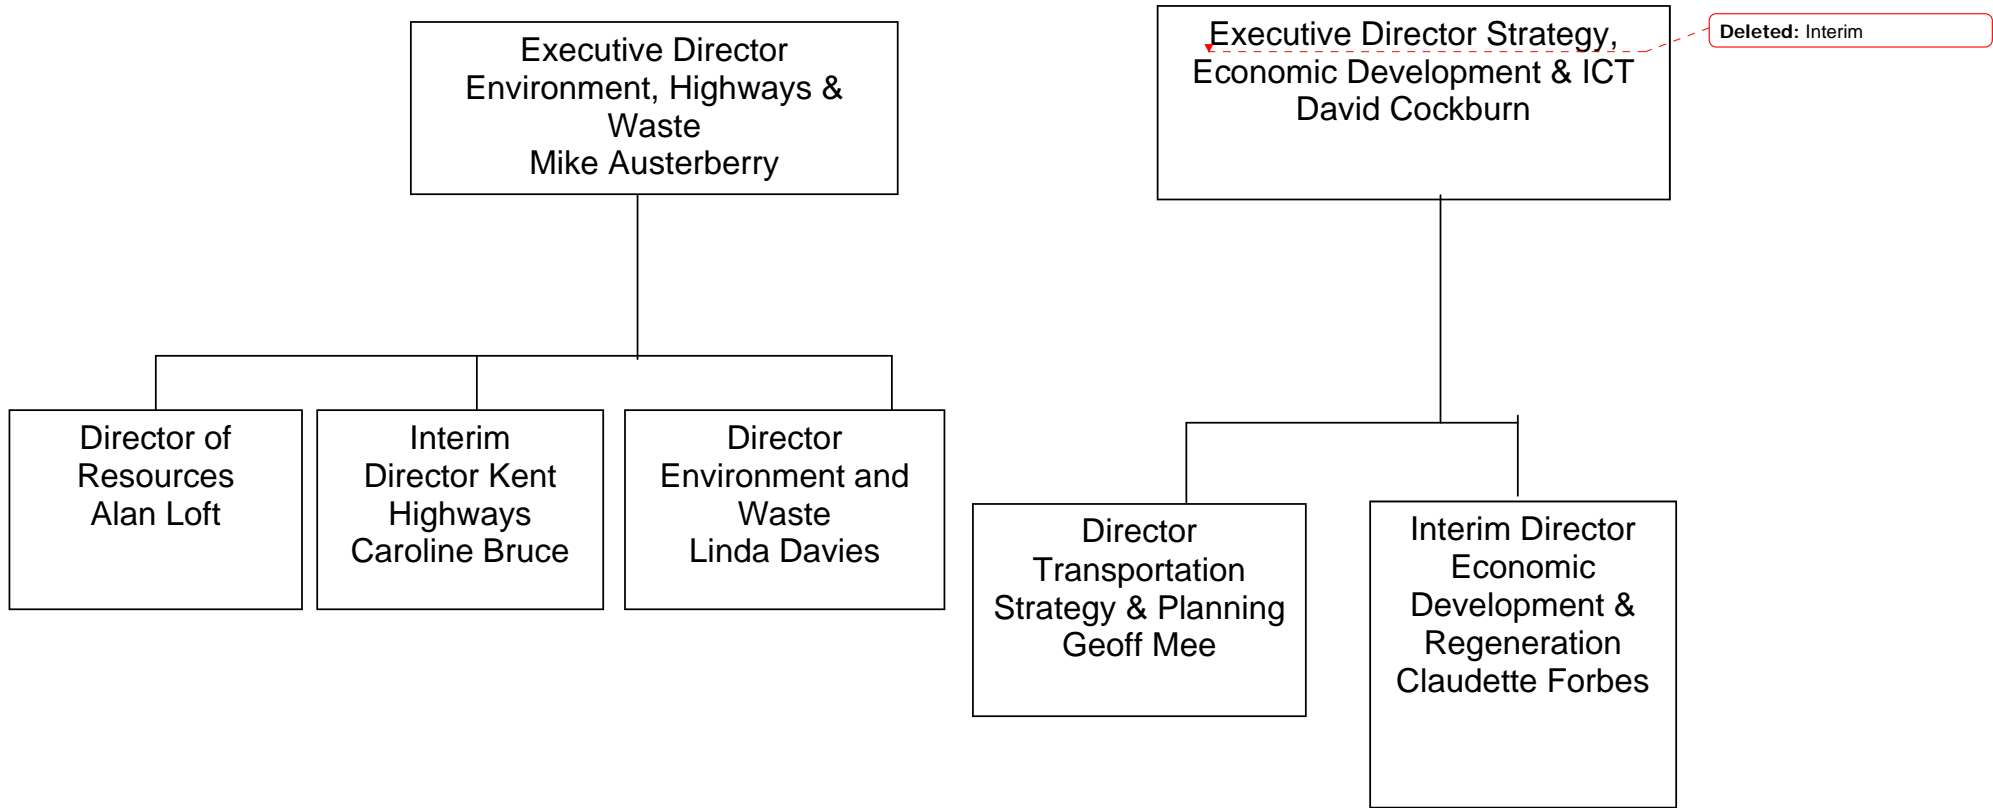 Executive Director
Environment, Highways &
Waste
Mike Austerberry
Executive Director Strategy,
Economic Development & ICT
David Cockburn
Deleted: Interim
Director of
Resources
Alan Loft
Interim
Director Kent
Highways
Caroline Bruce
Director
Environment and
Waste
Linda Davies
Director
Transportation
Strategy & Planning
Geoff Mee
Interim Director
Economic
Development &
Regeneration
Claudette Forbes